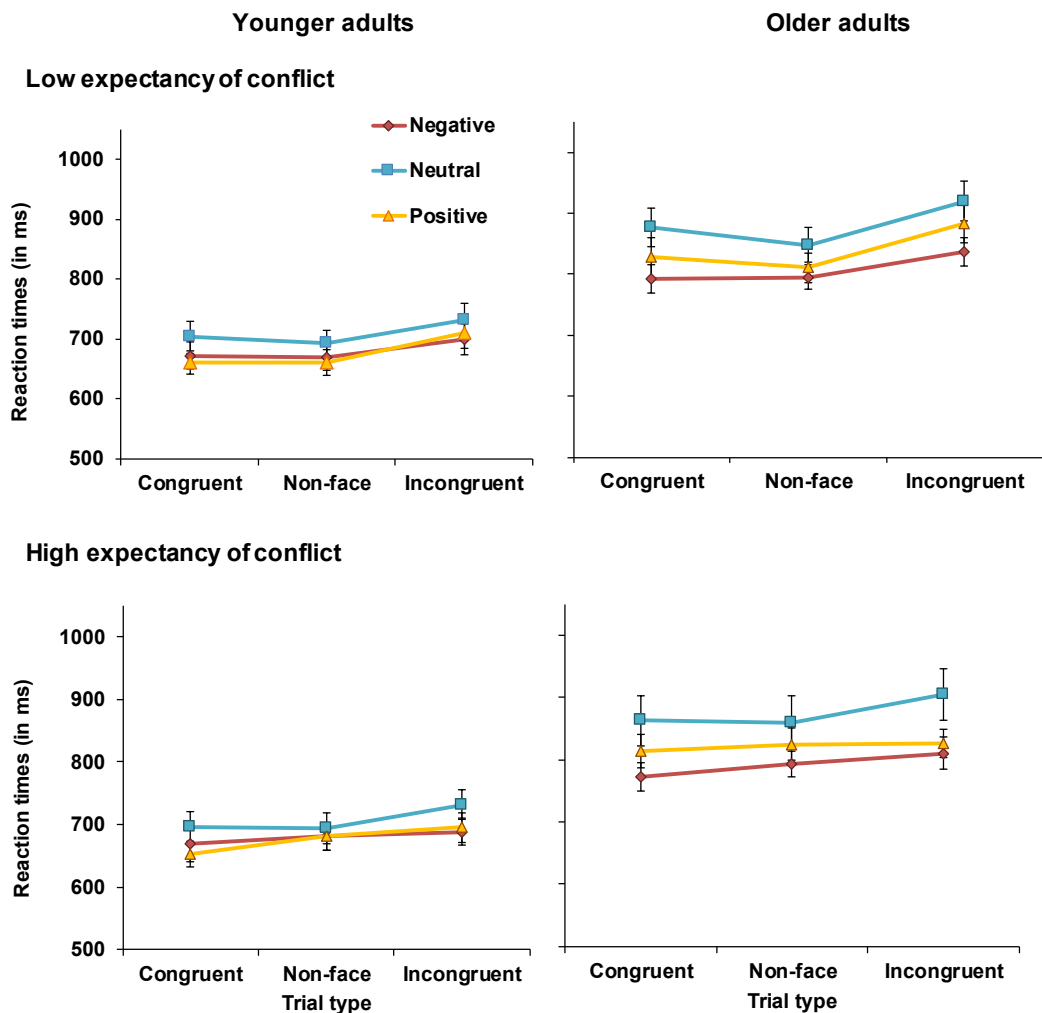 Younger adults
Older adults
Low expectancy of conflict
Negative
Neutral
Positive
Reaction times (in ms)
1000
900
800
700
600
500
Congruent Non-face Incongruent
Congruent Non-face Incongruent
High expectancy of conflict
Reaction times (in ms)
1000
900
800
700
600
500
Congruent Non-face Incongruent
Trial type
Congruent Non-face Incongruent
Trial type